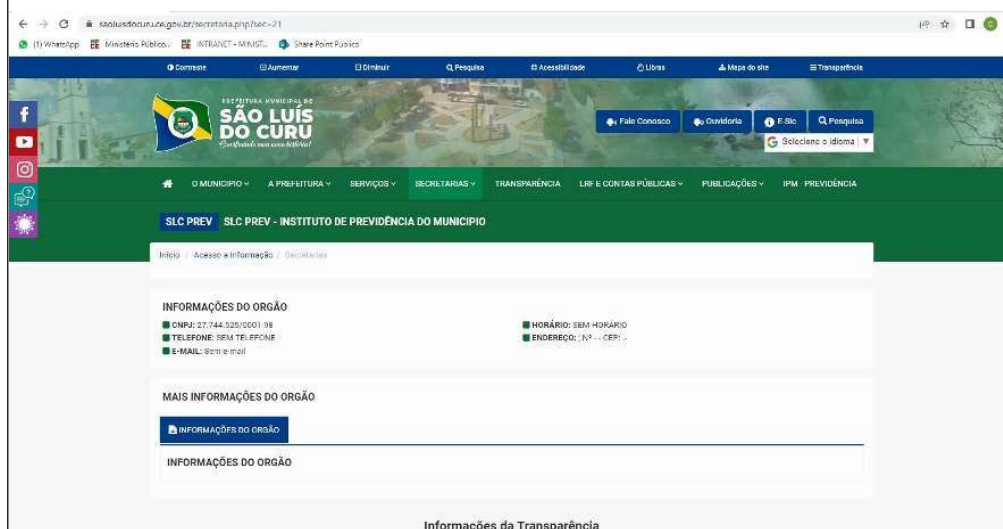 saoluisdocuru.ce.gov.br/secretaria.php?sec=21
(1) WhatsApp Ministério Público... INTRANET - MINIST... Share Point Público
Contraste Aumentar Diminuir Pesquisa Acessibilidade Libras Mapa do site Transparência
PREFEITURA MUNICIPAL DE
SÃO LUÍS
DO CURU
Fale Conosco Ouvidoria E-Sic Pesquisa
Selecione o idioma
O MUNICIPIO A PREFEITURA SERVIÇOS SECRETARIAS TRANSPARÊNCIA LRF E CONTAS PÚBLICAS PUBLICAÇÕES IPM PREVIDÊNCIA
SLC PREV SLC PREV - INSTITUTO DE PREVIDÊNCIA DO MUNICIPIO
Início / Acesso a Informação / Secretarias
INFORMAÇÕES DO ORGÃO
CNPJ: 27.744.525/0001-98 HORÁRIO: SEM HORÁRIO
TELEFONE: SEM TELEFONE ENDEREÇO: , Nº - - CEP: .-
E-MAIL: Sem e-mail
MAIS INFORMAÇÕES DO ORGÃO
INFORMAÇÕES DO ORGÃO
INFORMAÇÕES DO ORGÃO
Informações da Transparência